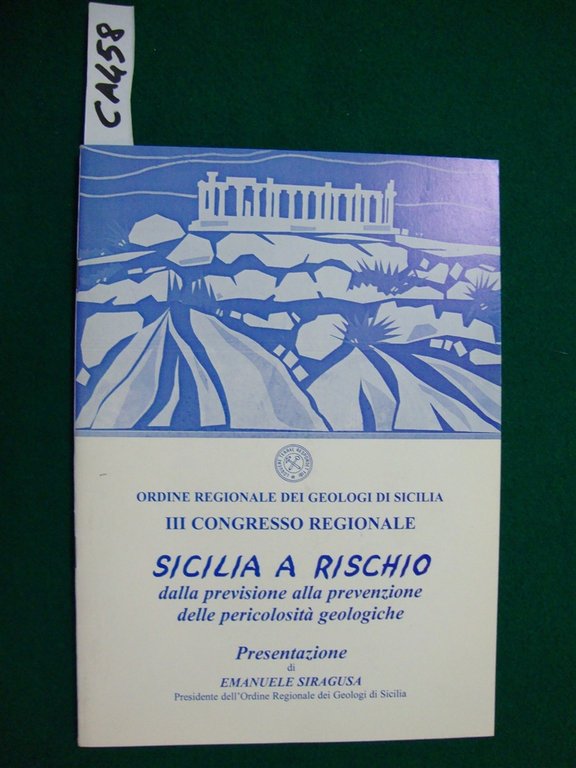 CA458
ORDINE REGIONALE DEI GEOLOGI DI SICILIA
III CONGRESSO REGIONALE
SICILIA A RISCHIO
dalla previsione alla prevenzione
delle pericolosità geologiche
Presentazione
di
EMANUELE SIRAGUSA
Presidente dell'Ordine Regionale dei Geologi di Sicilia